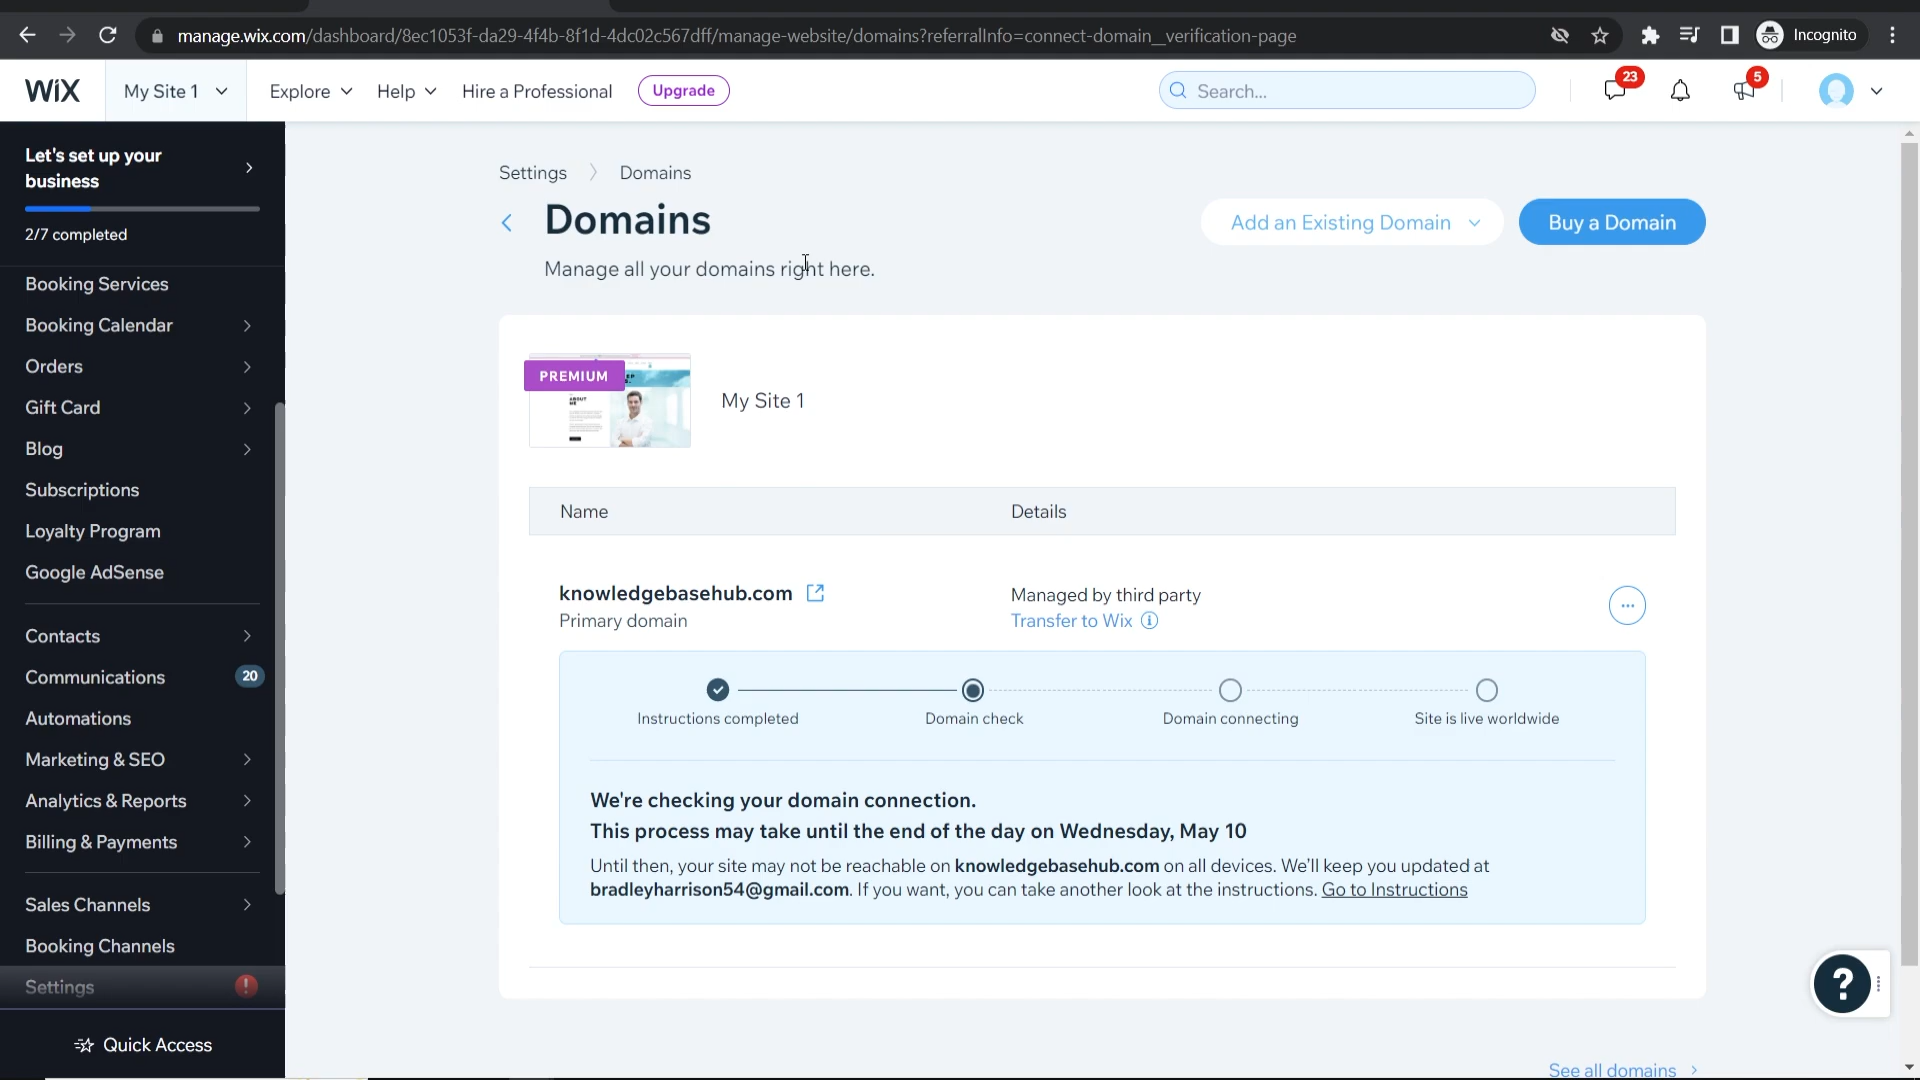 manage.wix.com/dashboard/8ec1053f-da29-4f4b-8f1d-4dc02c567dff/manage-website/domains?referralInfo=connect-domain__verification-page
Incognito
WiX
My Site 1
Explore
Help
Hire a Professional
Upgrade
Search...
23
5
Let's set up your
business
2/7 completed
Booking Services
Booking Calendar
Orders
Gift Card
Blog
Subscriptions
Loyalty Program
Google AdSense
Contacts
Communications 20
Automations
Marketing & SEO
Analytics & Reports
Billing & Payments
Sales Channels
Booking Channels
Settings !
Quick Access
Settings Domains
Domains
Manage all your domains right here.
Add an Existing Domain
Buy a Domain
PREMIUM
ABOUT
ME
My Site 1
Name Details
knowledgebasehub.com
Primary domain
Managed by third party
Transfer to Wix
Instructions completed
Domain check
Domain connecting
Site is live worldwide
We're checking your domain connection.
This process may take until the end of the day on Wednesday, May 10
Until then, your site may not be reachable on knowledgebasehub.com on all devices. We'll keep you updated at
bradleyharrison54@gmail.com. If you want, you can take another look at the instructions. Go to Instructions
?
See all domains